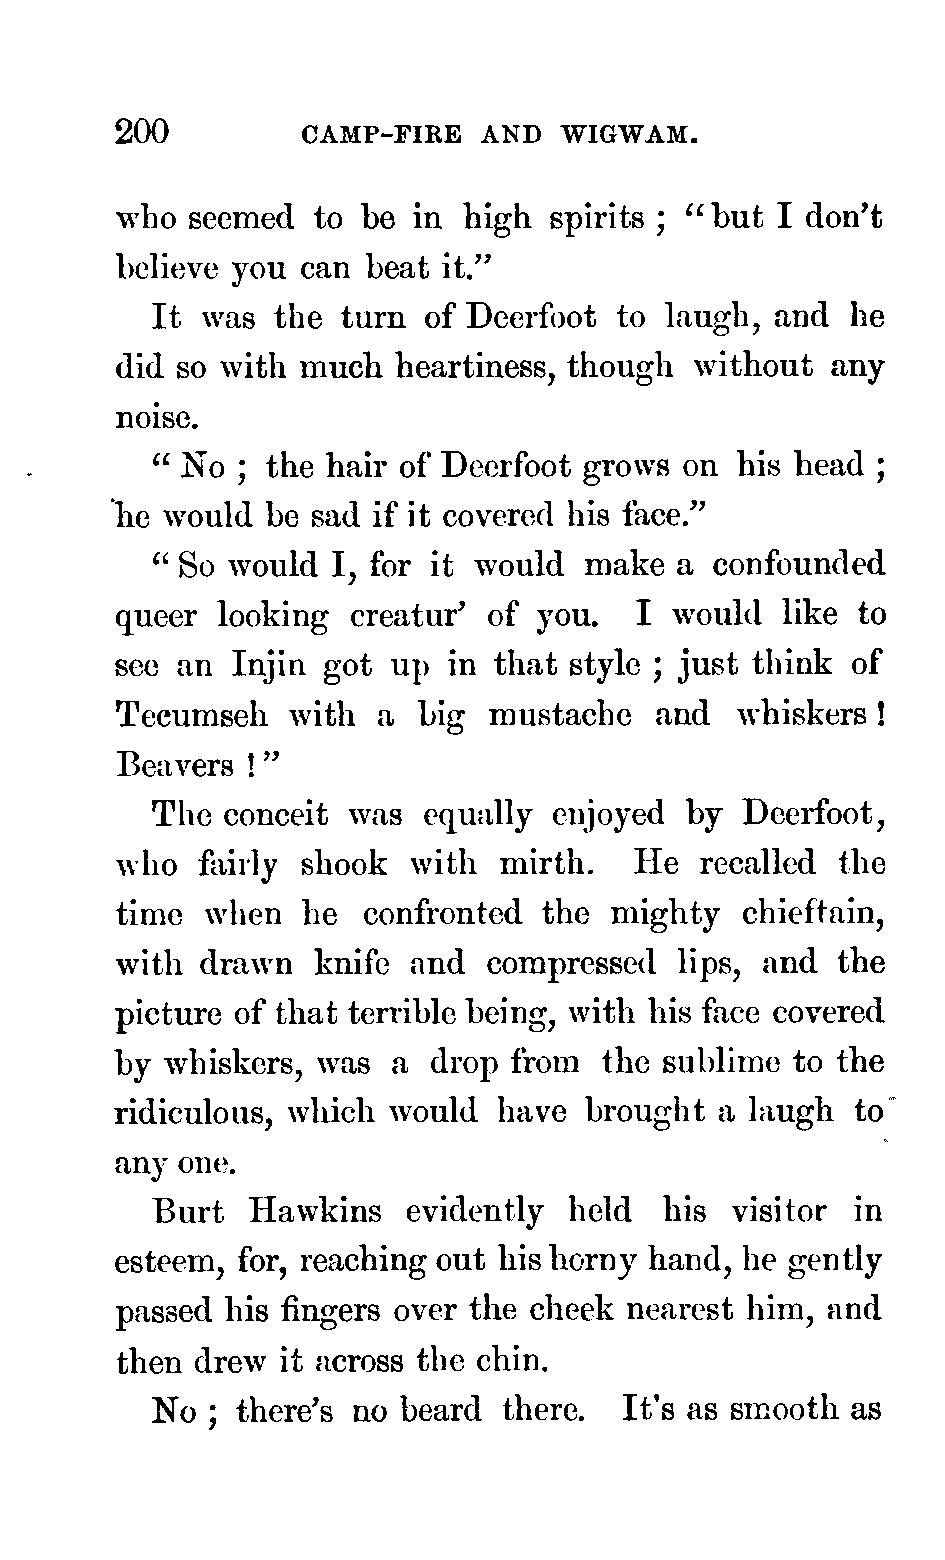 200 CAMP-FIRE AND WIGWAM.
who seemed to be in high spirits ; “but I don’t
believe you can beat it.”
It was the turn of Deerfoot to laugh, and he
did so with much heartiness, though without any
noise.
“ No ; the hair of Deerfoot grows on his head ;
he would be sad if it covered his face.”
“ So would I, for it would make a confounded
queer looking creatur’ of you. I would like to
see an Injin got up in that style ; just think of
Tecumseh with a big mustache and whiskers !
Beavers ! ”
The conceit was equally enjoyed by Deerfoot,
who fairly shook with mirth. He recalled the
time when he confronted the mighty chieftain,
with drawn knife and compressed lips, and the
picture of that terrible being, with his face covered
by whiskers, was a drop from the sublime to the
ridiculous, which would have brought a laugh to
any one.
Burt Hawkins evidently held his visitor in
esteem, for, reaching out his horny hand, he gently
passed his fingers over the cheek nearest him, and
then drew it across the chin.
No ; there’s no beard there. It’s as smooth as